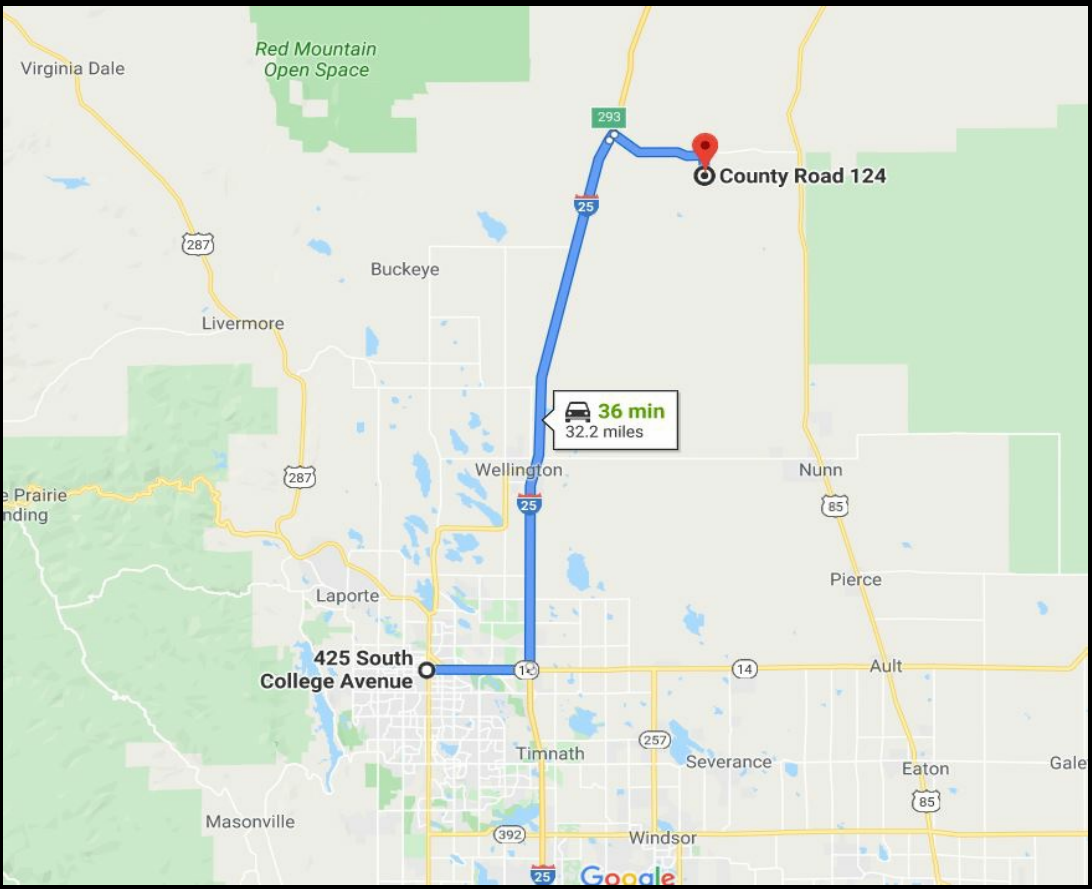 Red Mountain
Open Space
Virginia Dale
293
County Road 124
25
287
Buckeye
Livermore
36 min
32.2 miles
Wellington
Nunn
287
25
85
e Prairie
nding
Pierce
Laporte
425 South
College Avenue
14
Ault
257
Timnath
Severance
Eaton
Gale
85
Masonville
392
Windsor
25
Google